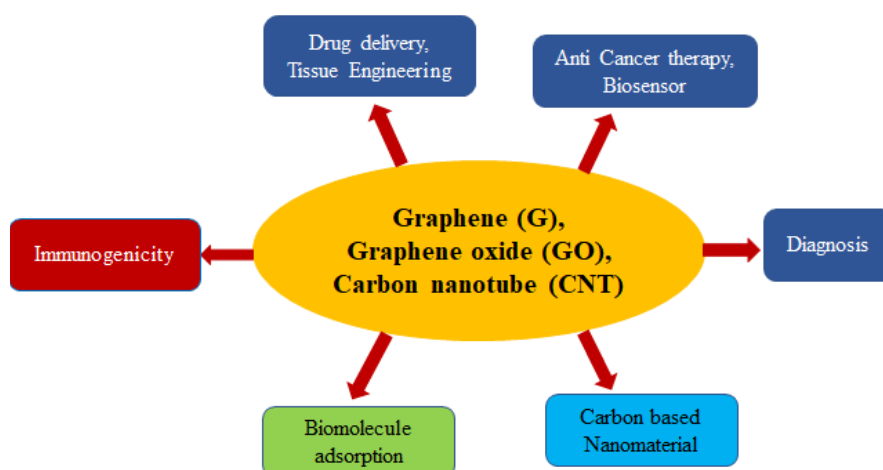 Drug delivery,
Tissue Engineering
Anti Cancer therapy,
Biosensor
Graphene (G),
Graphene oxide (GO),
Carbon nanotube (CNT)
Immunogenicity
Diagnosis
Biomolecule
adsorption
Carbon based
Nanomaterial